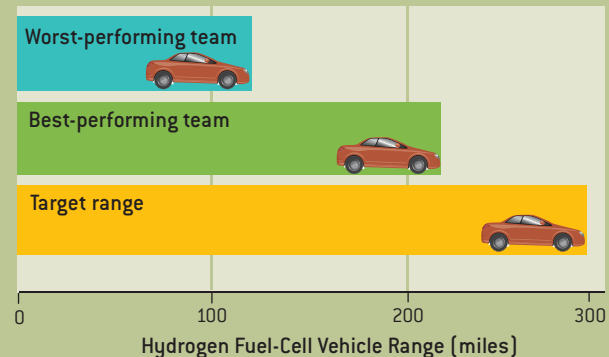 Worst-performing team
Best-performing team
Target range
0 100 200 300
Hydrogen Fuel-Cell Vehicle Range (miles)